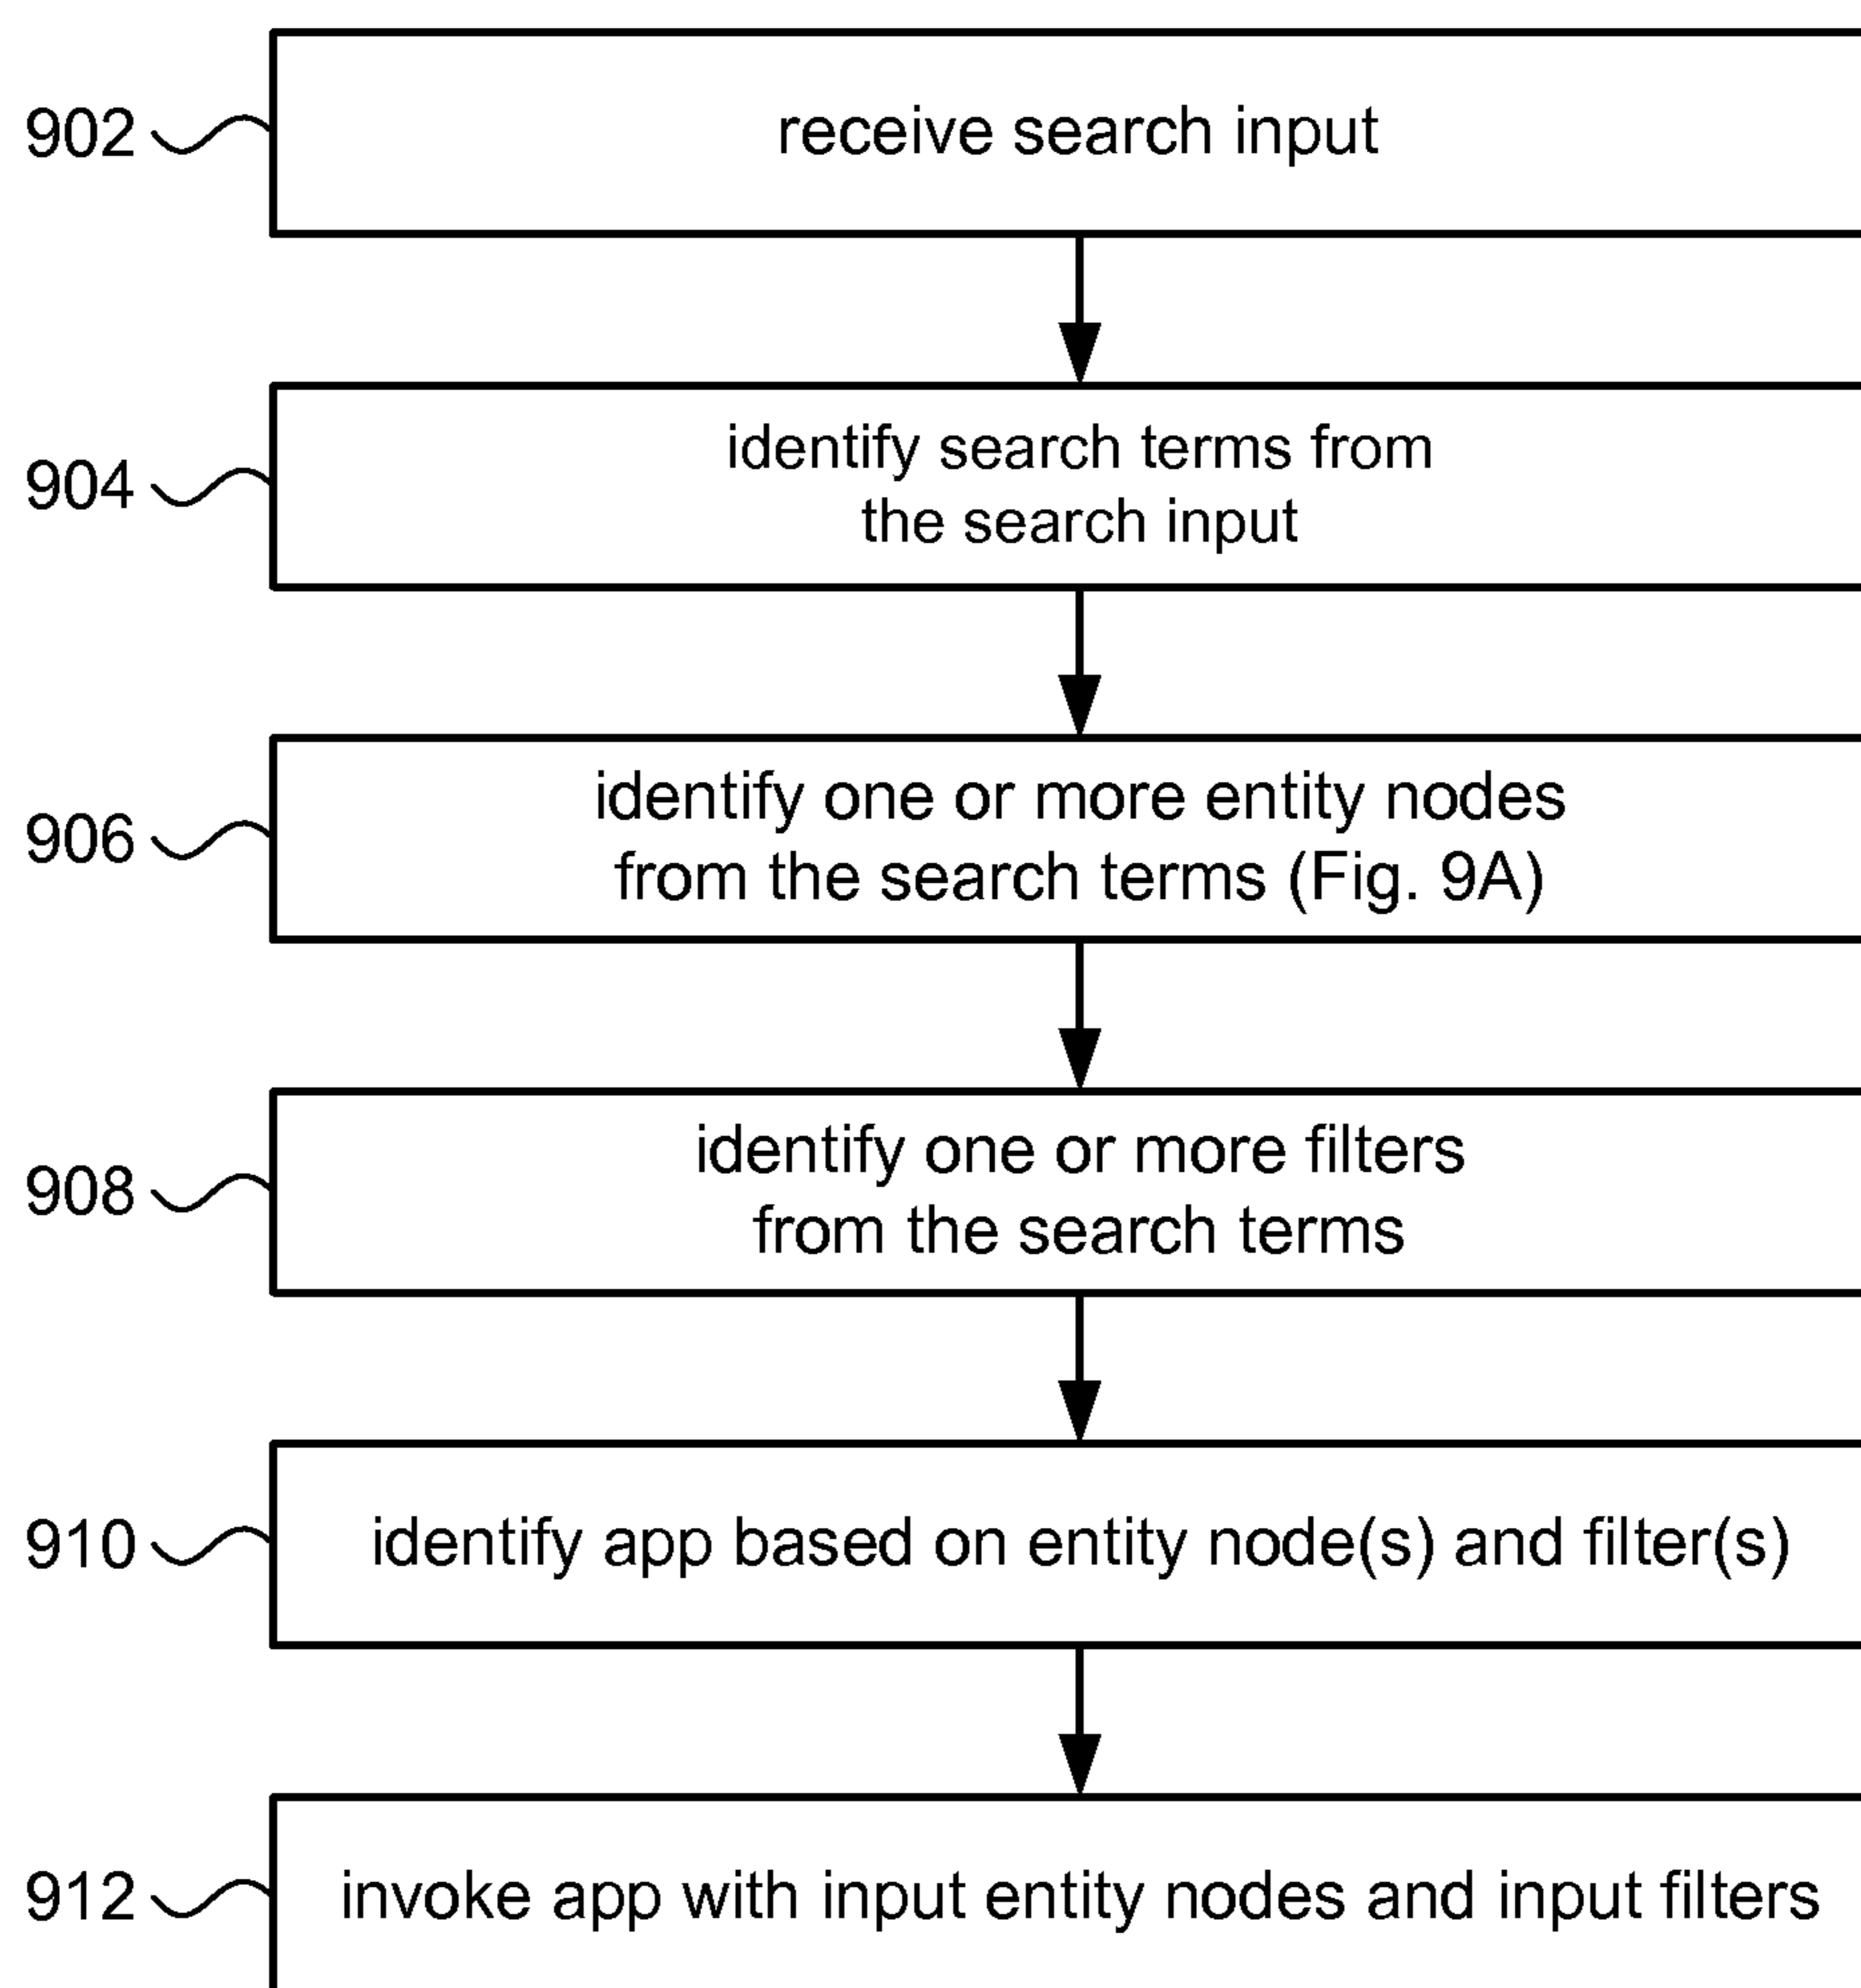 902
receive search input
904
identify search terms from
the search input
906
identify one or more entity nodes
from the search terms (Fig. 9A)
908
identify one or more filters
from the search terms
910
identify app based on entity node(s) and filter(s)
912
invoke app with input entity nodes and input filters